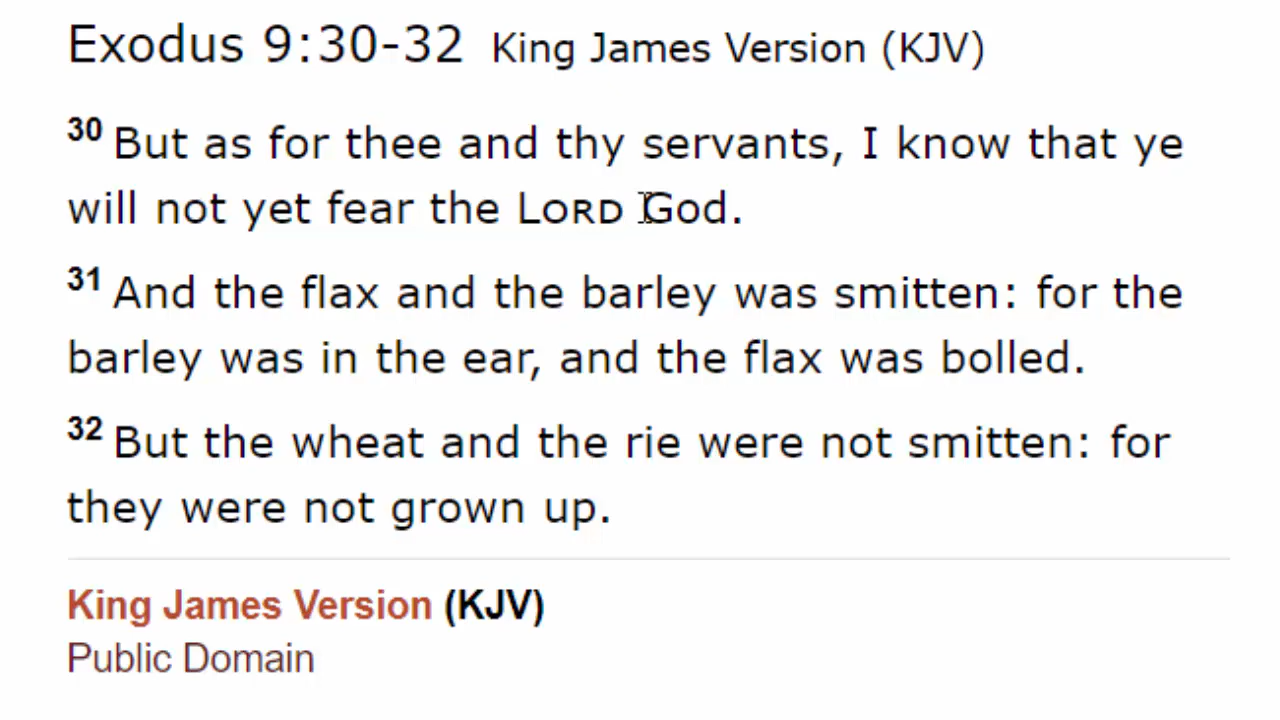 Exodus 9:30-32 King James Version (KJV)
30 But as for thee and thy servants, I know that ye
will not yet fear the LORD God.
31 And the flax and the barley was smitten: for the
barley was in the ear, and the flax was bolled.
32 But the wheat and the rie were not smitten: for
they were not grown up.
King James Version (KJV)
Public Domain